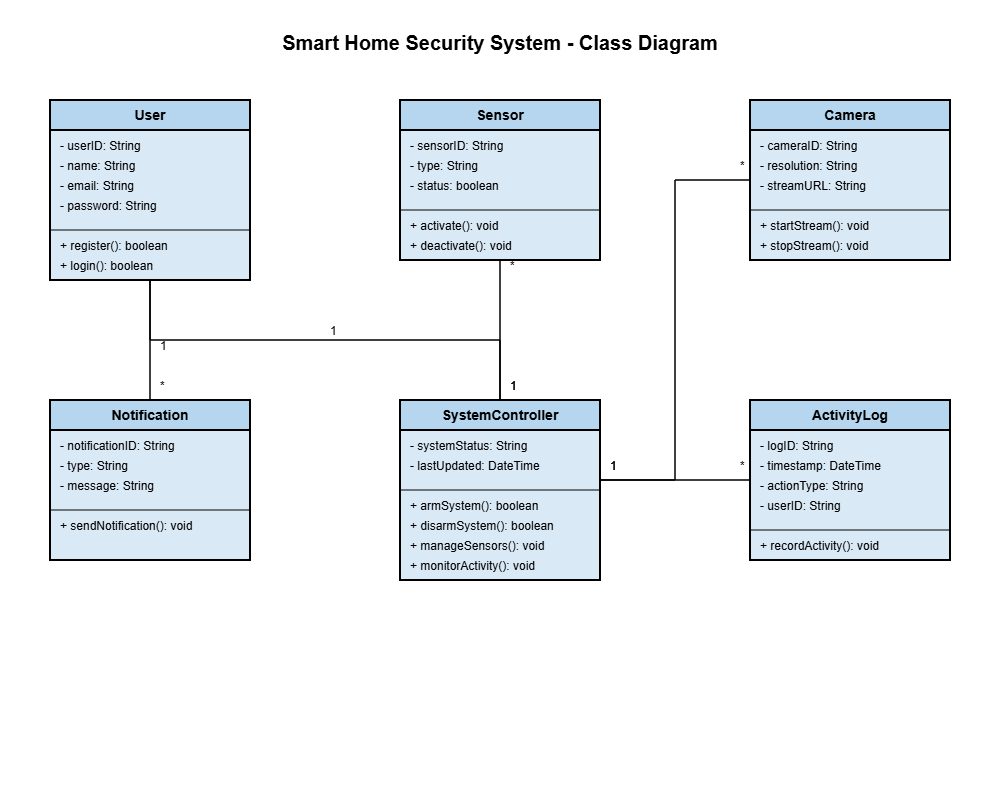 Smart Home Security System - Class Diagram
User
- userID: String
- name: String
- email: String
- password: String
+ register(): boolean
+ login(): boolean
Sensor
- sensorID: String
- type: String
- status: boolean
+ activate(): void
+ deactivate(): void
Camera
- cameraID: String
- resolution: String
- streamURL: String
+ startStream(): void
+ stopStream(): void
*
*
1
1
*
1
Notification
- notificationID: String
- type: String
- message: String
+ sendNotification(): void
SystemController
- systemStatus: String
- lastUpdated: DateTime
+ armSystem(): boolean
+ disarmSystem(): boolean
+ manageSensors(): void
+ monitorActivity(): void
1
*
ActivityLog
- logID: String
- timestamp: DateTime
- actionType: String
- userID: String
+ recordActivity(): void